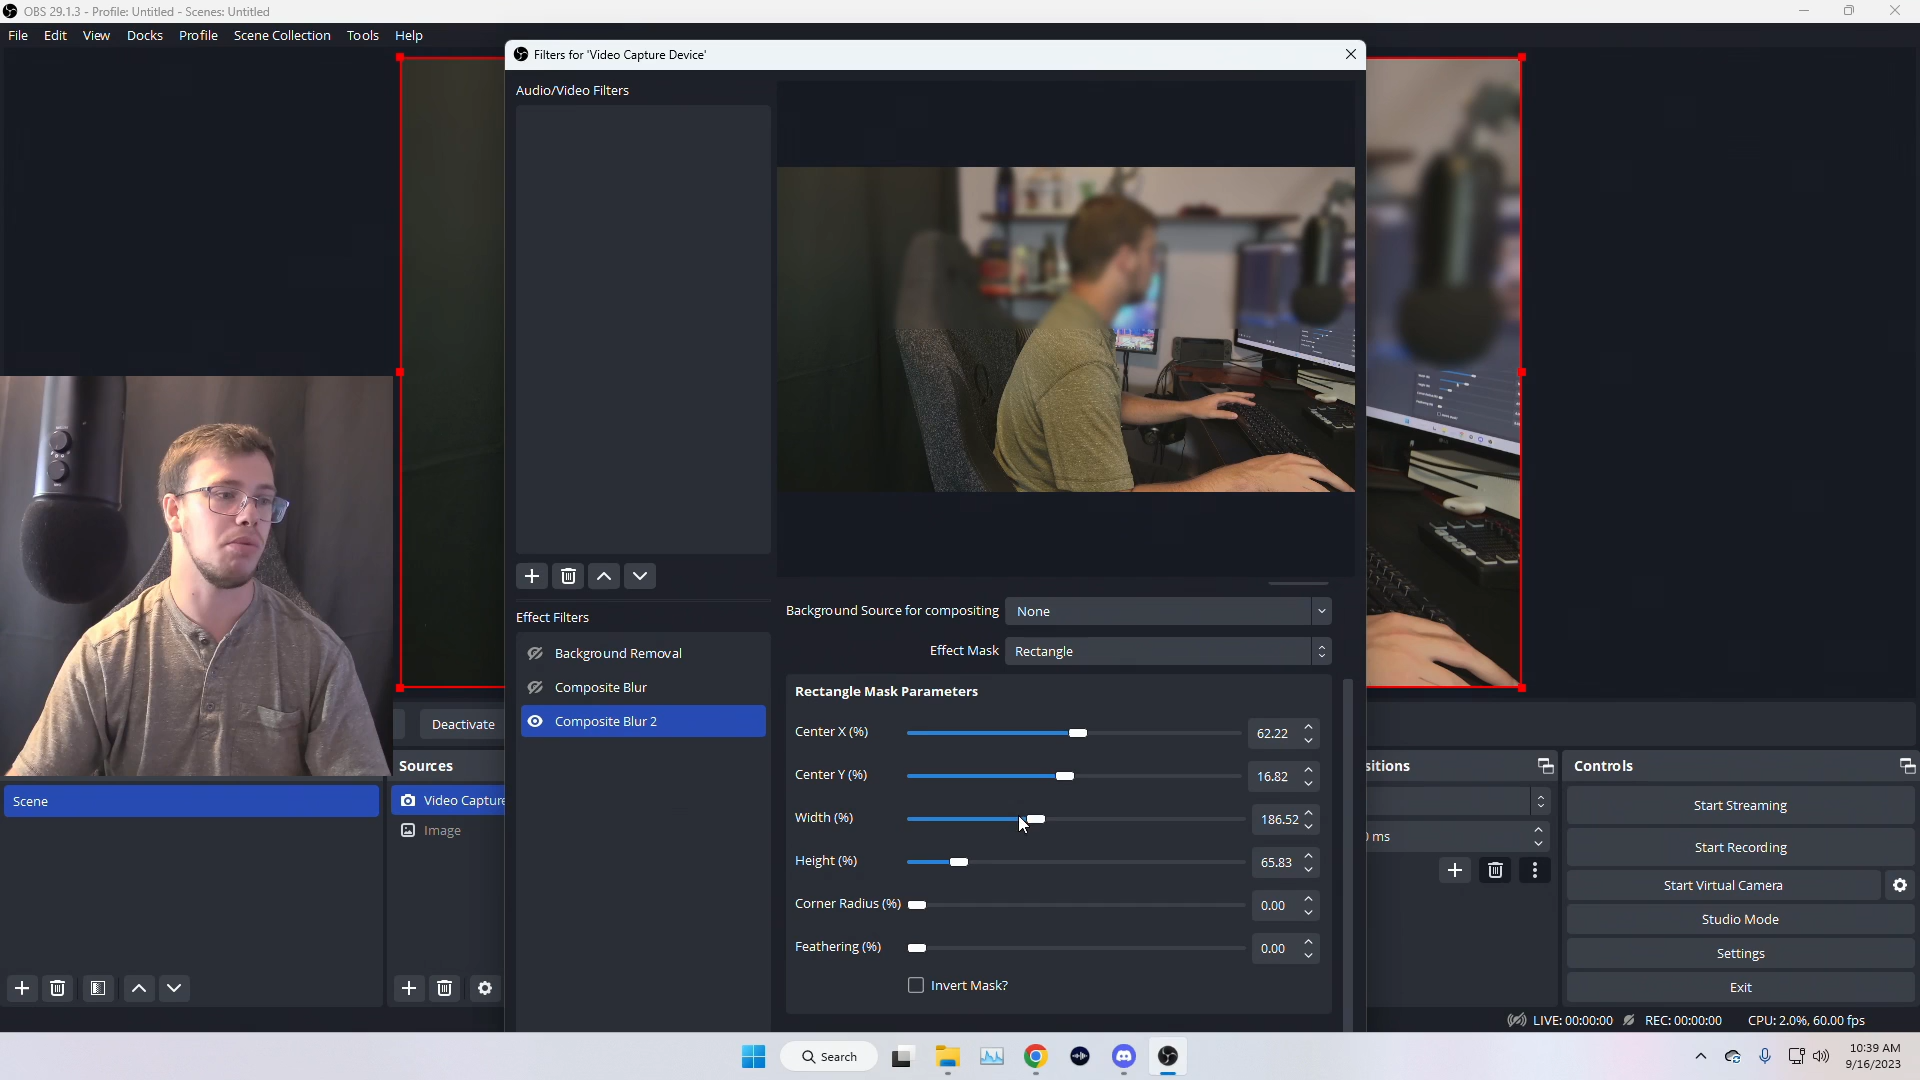 OBS 29.1.3 - Profile: Untitled - Scenes: Untitled
File Edit View Docks Profile Scene Collection Tools Help
Filters for 'Video Capture Device'
Audio/Video Filters
Effect Filters
Background Removal
Composite Blur
Composite Blur 2
Background Source for compositing None
Effect Mask Rectangle
Rectangle Mask Parameters
Center X (%) 62.22
Center Y (%) 16.82
Width (%) 186.52
Height (%) 65.83
Corner Radius (%) 0.00
Feathering (%) 0.00
Invert Mask?
Deactivate
Sources
Scene
Video Capture
Image
sitions
ms
Controls
Start Streaming
Start Recording
Start Virtual Camera
Studio Mode
Settings
Exit
LIVE: 00:00:00 REC: 00:00:00 CPU: 2.0%, 60.00 fps
Search
10:39 AM
9/16/2023